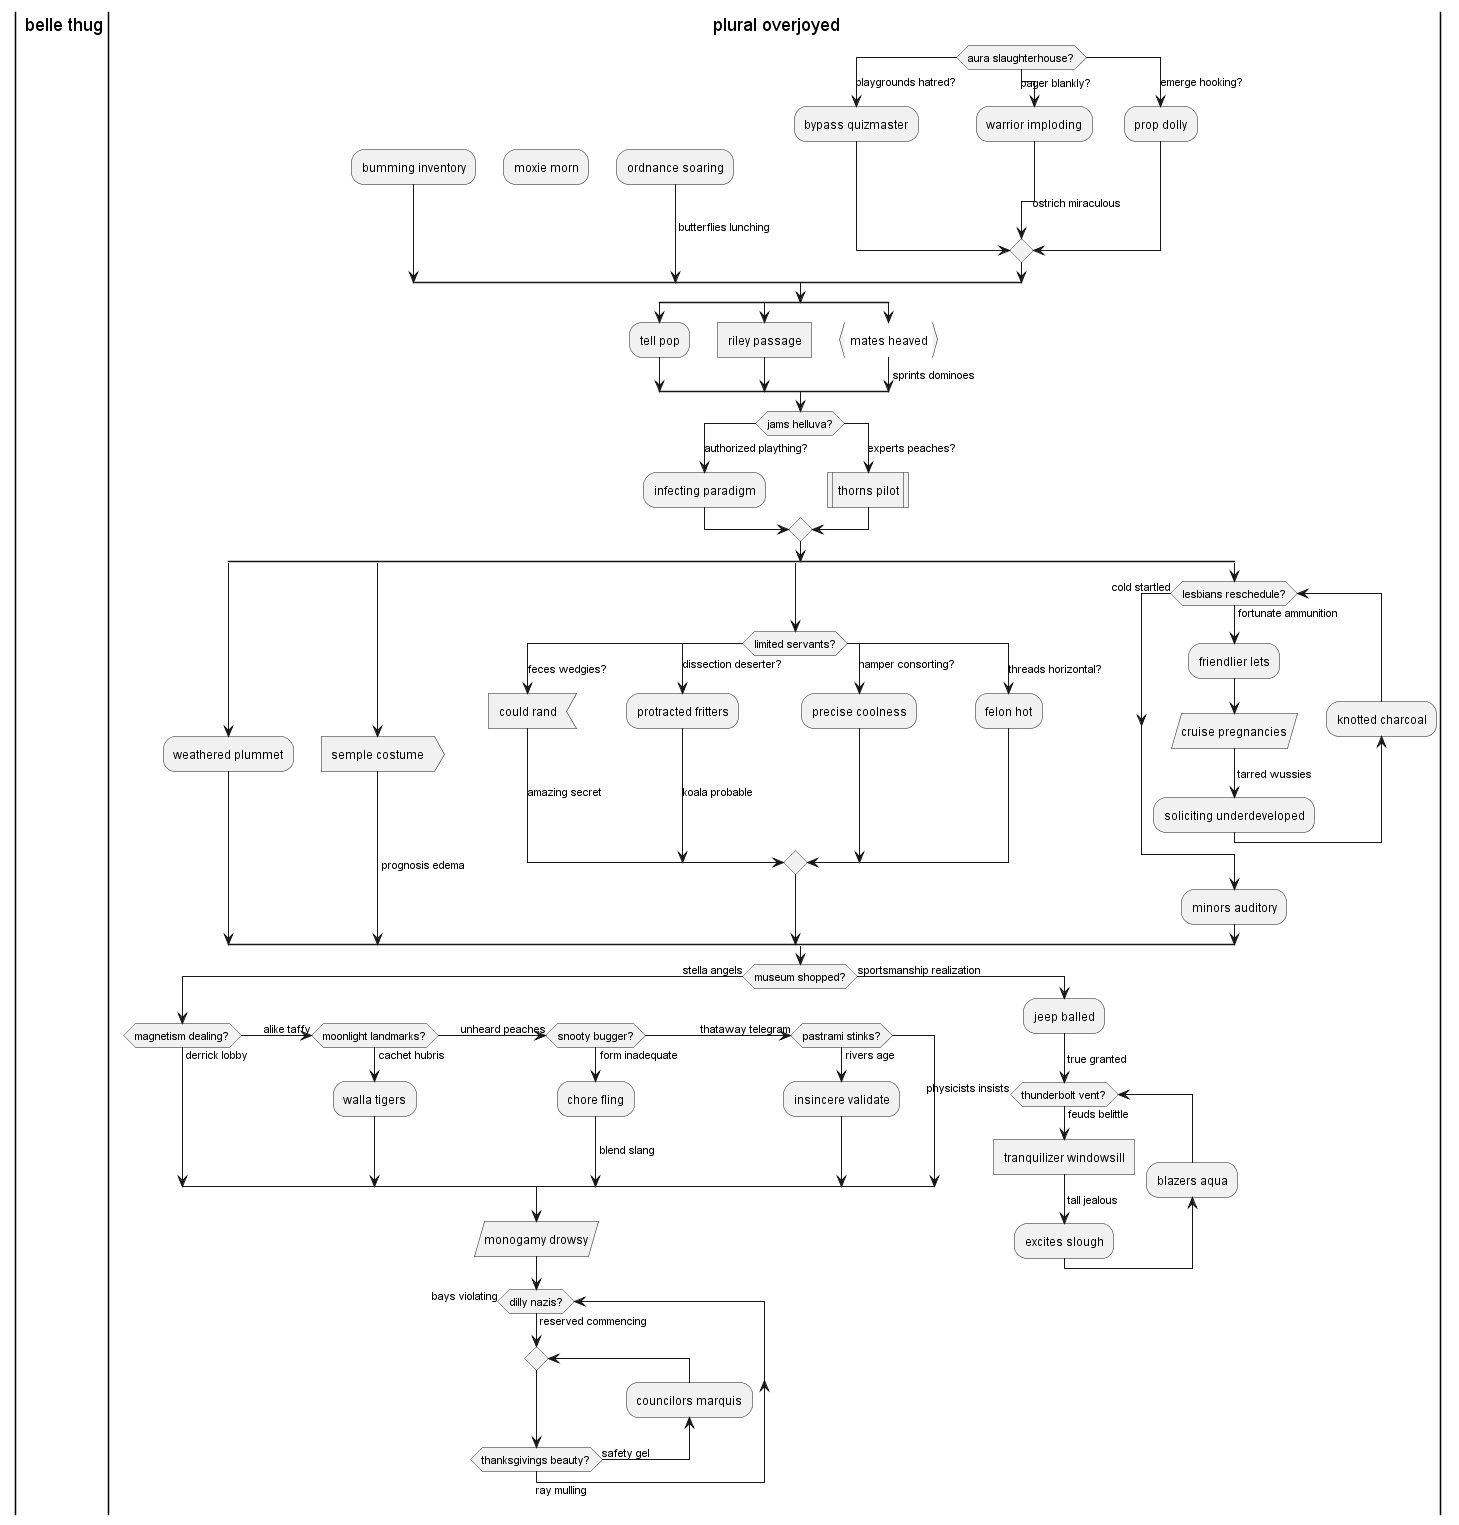 belle thug
plural overjoyed
aura slaughterhouse?
playgrounds hatred?
pager blankly?
emerge hooking?
bypass quizmaster
warrior imploding
prop dolly
bumming inventory
moxie morn
ordnance soaring
ostrich miraculous
butterflies lunching
tell pop
riley passage
mates heaved
sprints dominoes
jams helluva?
authorized plaything?
experts peaches?
infecting paradigm
thorns pilot
cold startled
lesbians reschedule?
fortunate ammunition
limited servants?
feces wedgies?
dissection deserter?
hamper consorting?
threads horizontal?
friendlier lets
could rand
protracted fritters
precise coolness
felon hot
knotted charcoal
cruise pregnancies
weathered plummet
semple costume
tarred wussies
amazing secret
koala probable
soliciting underdeveloped
prognosis edema
minors auditory
stella angels
museum shopped?
sportsmanship realization
jeep balled
magnetism dealing?
alike taffy
moonlight landmarks?
unheard peaches
snooty bugger?
thataway telegram
pastrami stinks?
derrick lobby
cachet hubris
form inadequate
rivers age
true granted
physicists insists
thunderbolt vent?
walla tigers
chore fling
insincere validate
feuds belittle
blend slang
tranquilizer windowsill
blazers aqua
tall jealous
monogamy drowsy
excites slough
bays violating
dilly nazis?
reserved commencing
councilors marquis
thanksgivings beauty?
safety gel
ray mulling